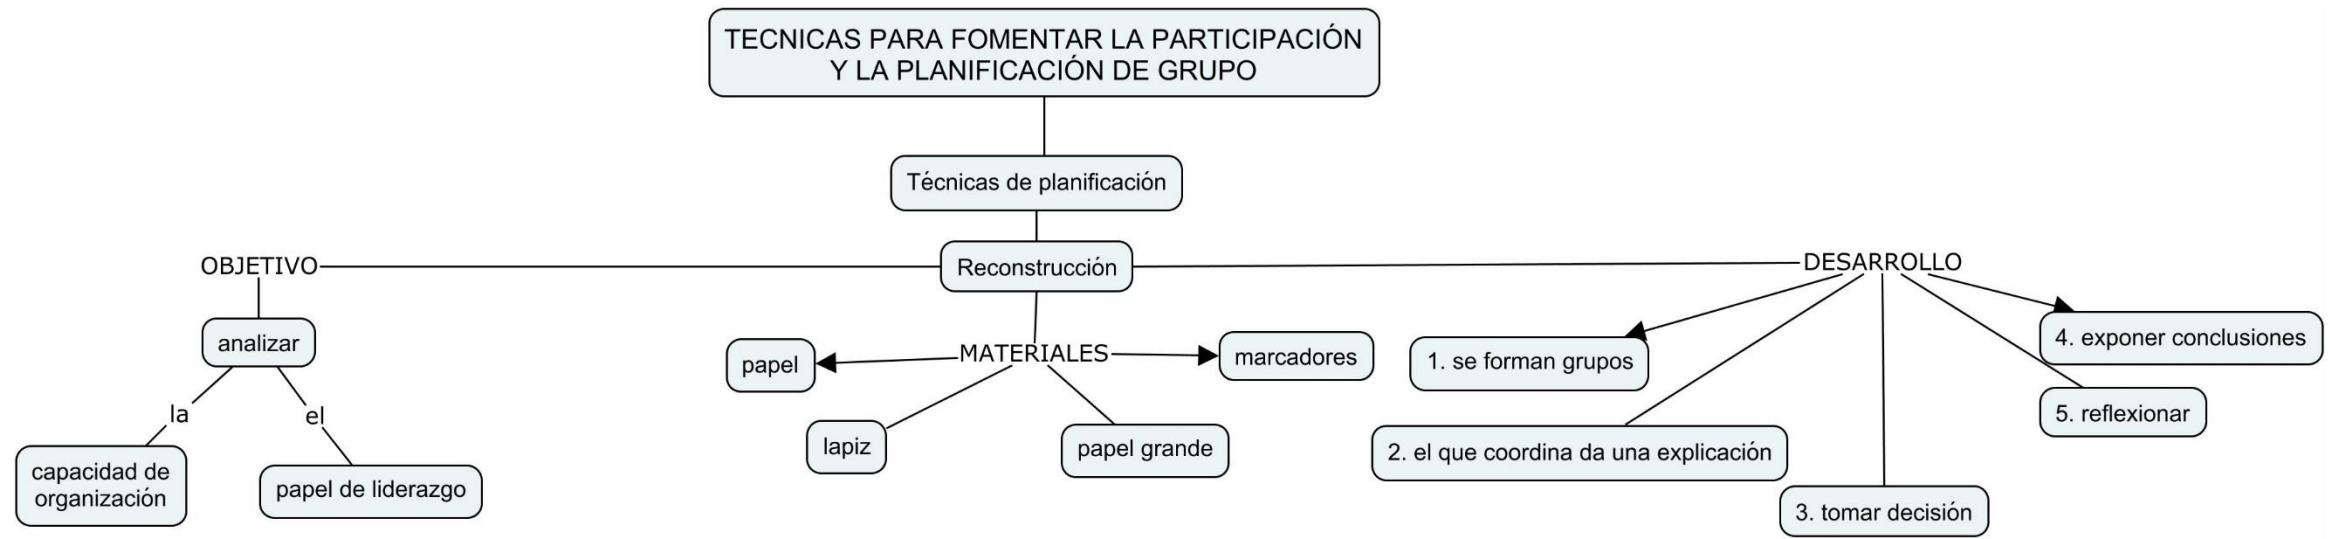 TECNICAS PARA FOMENTAR LA PARTICIPACIÓN
Y LA PLANIFICACIÓN DE GRUPO
Técnicas de planificación
Reconstrucción
OBJETIVO
analizar
la
el
capacidad de
organización
papel de liderazgo
MATERIALES
papel
marcadores
lapiz
papel grande
DESARROLLO
1. se forman grupos
2. el que coordina da una explicación
3. tomar decisión
4. exponer conclusiones
5. reflexionar